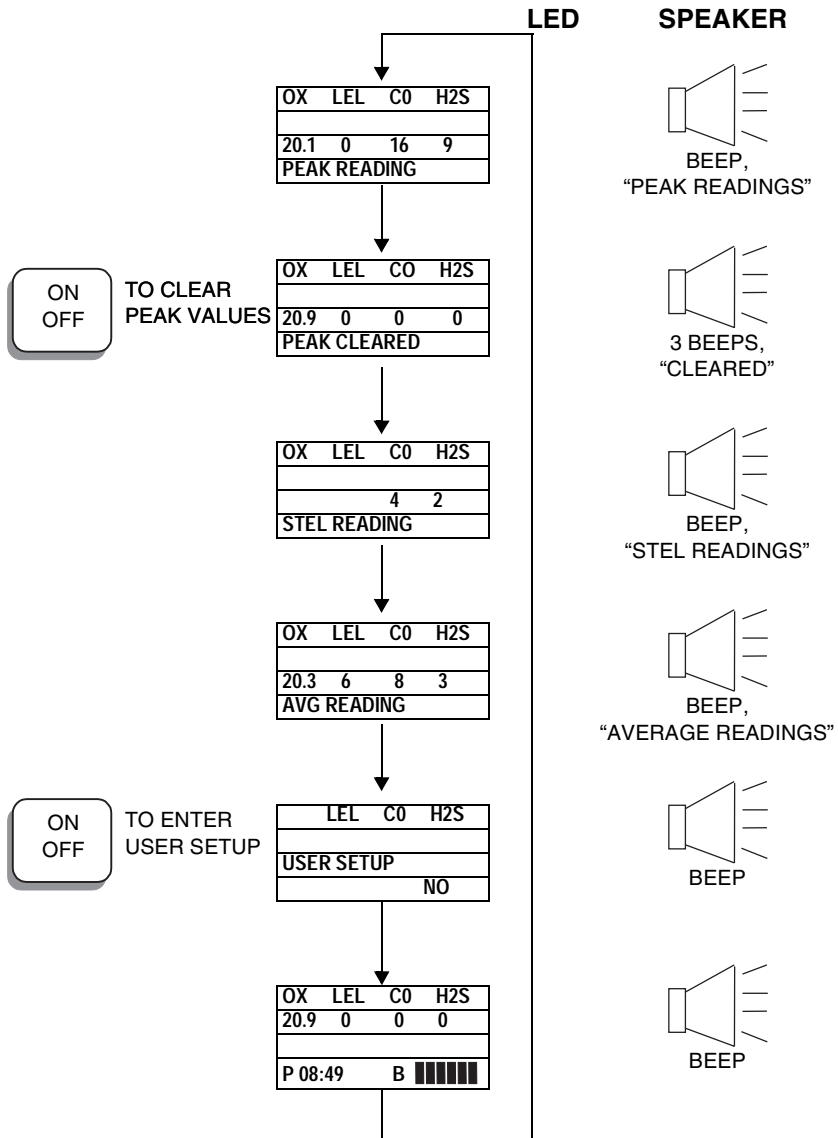 LED SPEAKER
OX LEL C0 H2S
20.1 0 16 9
PEAK READING
BEEP,
“PEAK READINGS”
ON
OFF
TO CLEAR
PEAK VALUES
OX LEL CO H2S
20.9 0 0 0
PEAK CLEARED
3 BEEPS,
“CLEARED”
OX LEL C0 H2S
4 2
STEL READING
BEEP,
“STEL READINGS”
OX LEL C0 H2S
20.3 6 8 3
AVG READING
BEEP,
“AVERAGE READINGS”
ON
OFF
TO ENTER
USER SETUP
LEL C0 H2S
USER SETUP
NO
BEEP
OX LEL C0 H2S
20.9 0 0 0
P 08:49 B
BEEP